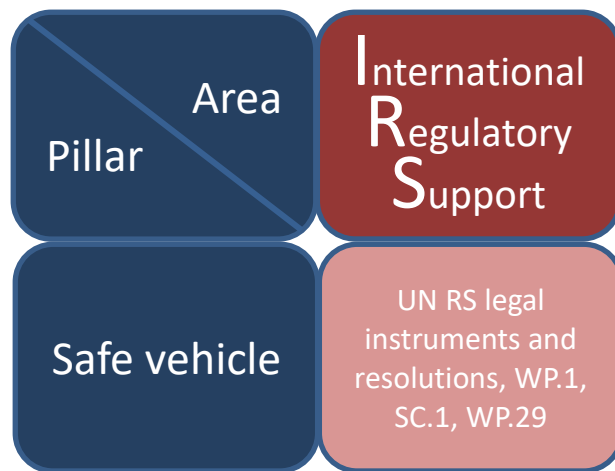 Area
Pillar
International
Regulatory
Support
Safe vehicle
UN RS legal
instruments and
resolutions, WP.1,
SC.1, WP.29